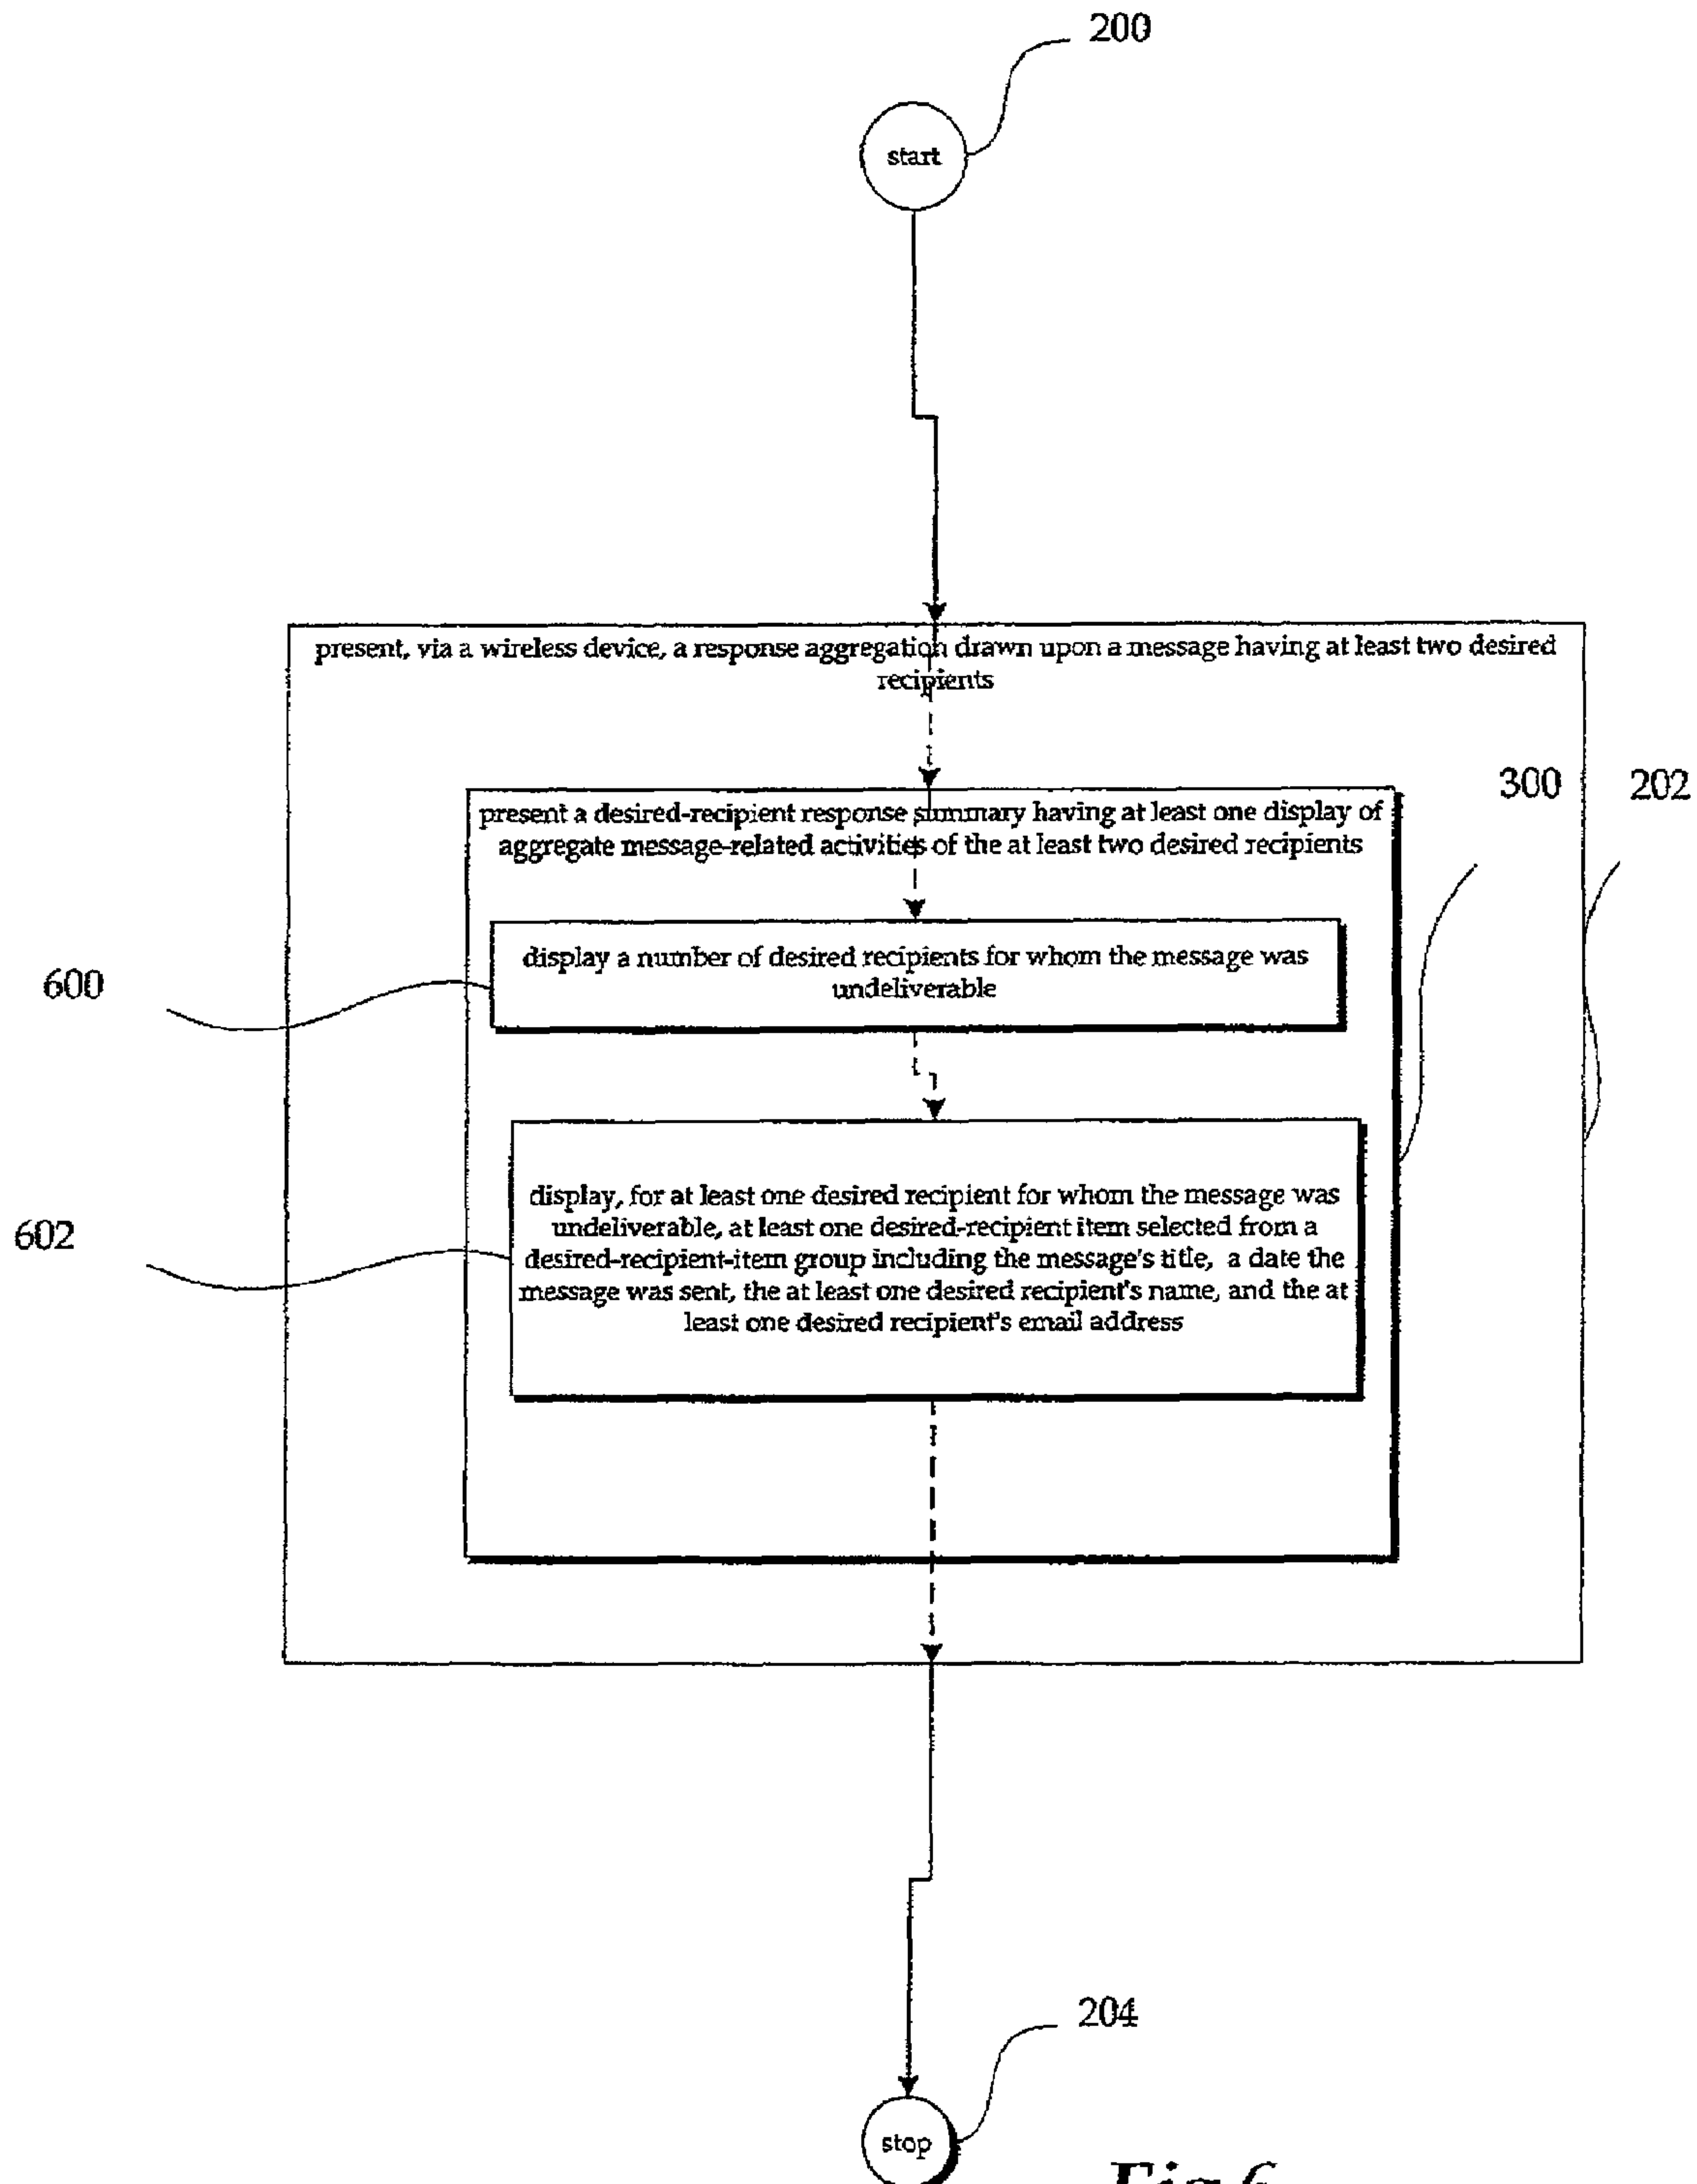 200
start
present, via a wireless device, a response aggregation drawn upon a message having at least two desired
recipients
300
202
present a desired-recipient response summary having at least one display of
aggregate message-related activities of the at least two desired recipients
600
display a number of desired recipients for whom the message was
undeliverable
602
display, for at least one desired recipient for whom the message was
undeliverable, at least one desired-recipient item selected from a
desired-recipient-item group including the message's title, a date the
message was sent, the at least one desired recipient's name, and the at
least one desired recipient's email address
204
stop
Fig 6